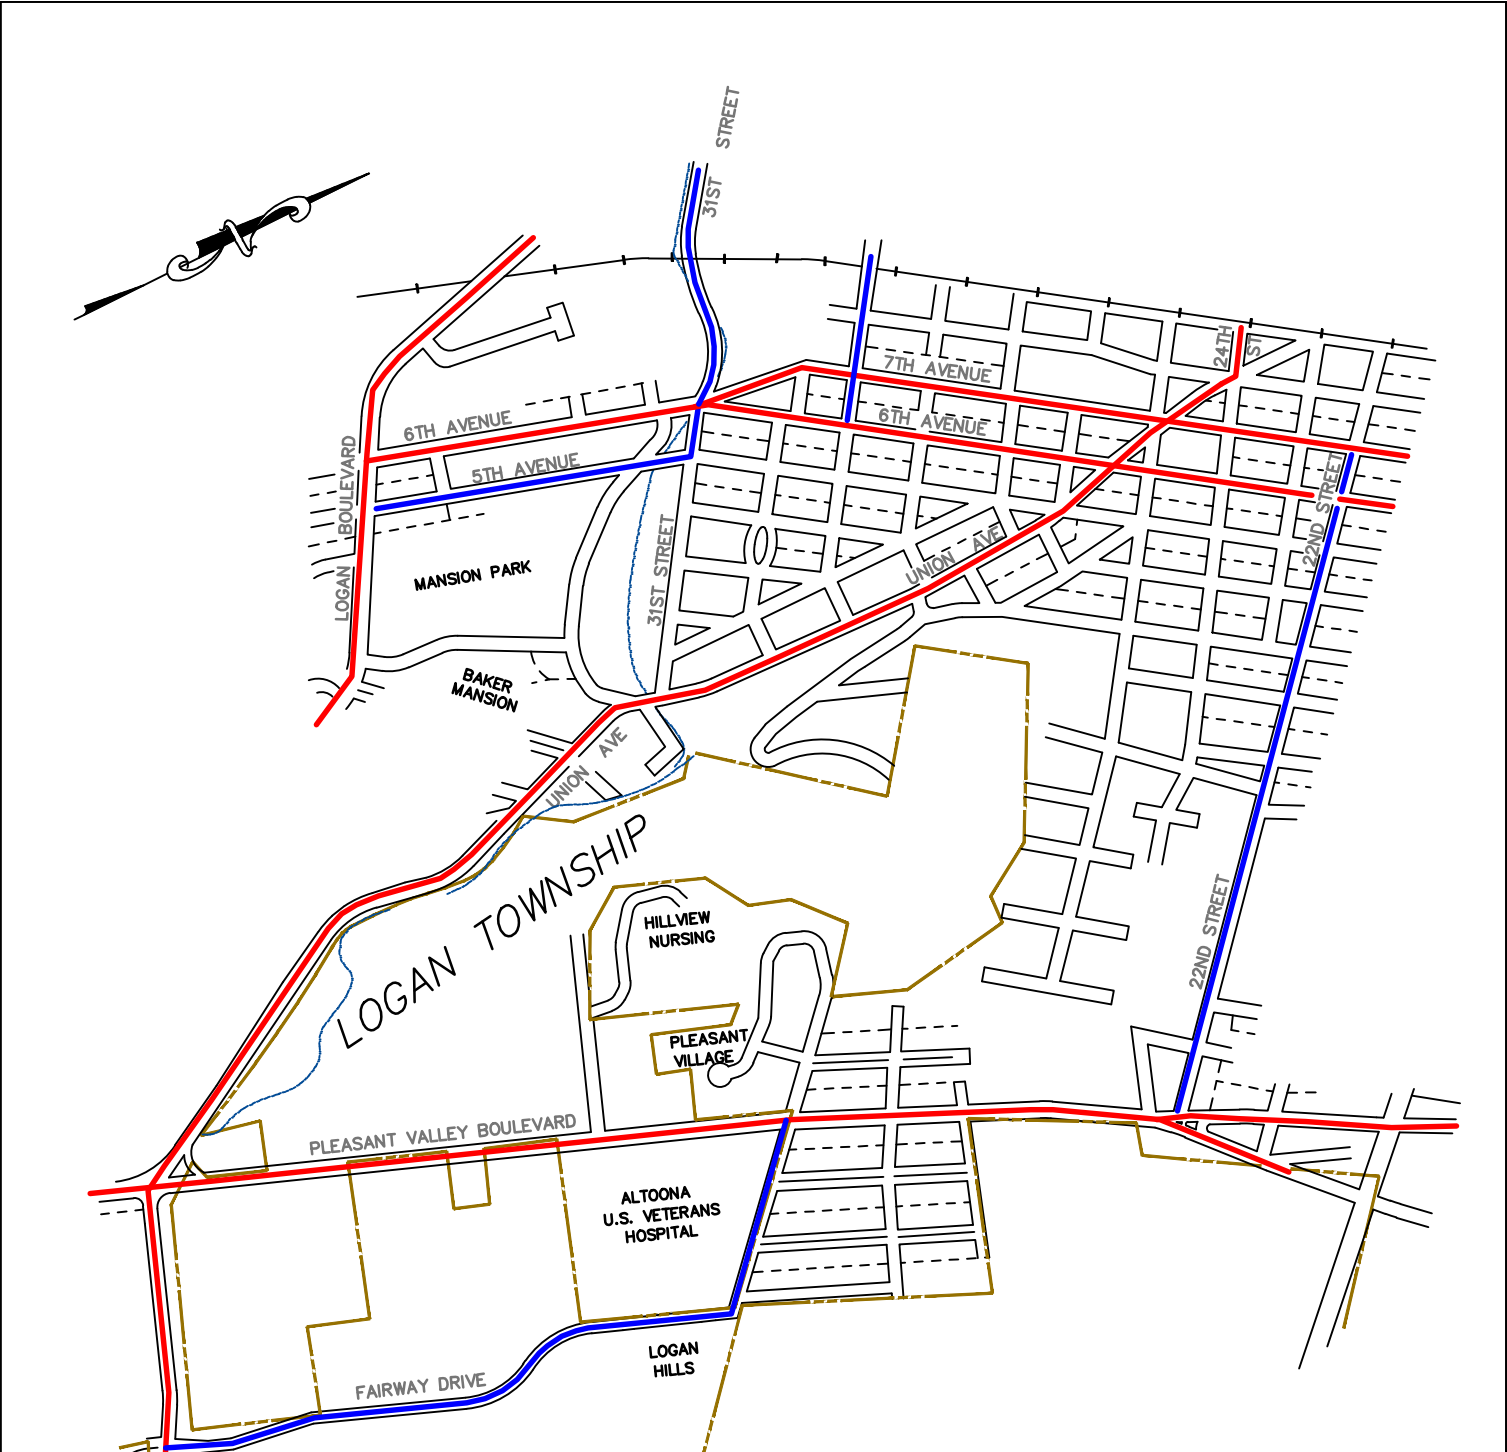 31ST STREET
N
24TH ST
7TH AVENUE
6TH AVENUE
6TH AVENUE
5TH AVENUE
LOGAN BOULEVARD
22ND STREET
31ST STREET
UNION AVE
MANSION PARK
BAKER
MANSION
UNION AVE
LOGAN TOWNSHIP
HILLVIEW
NURSING
22ND STREET
PLEASANT
VILLAGE
PLEASANT VALLEY BOULEVARD
ALTOONA
U.S. VETERANS
HOSPITAL
LOGAN
HILLS
FAIRWAY DRIVE